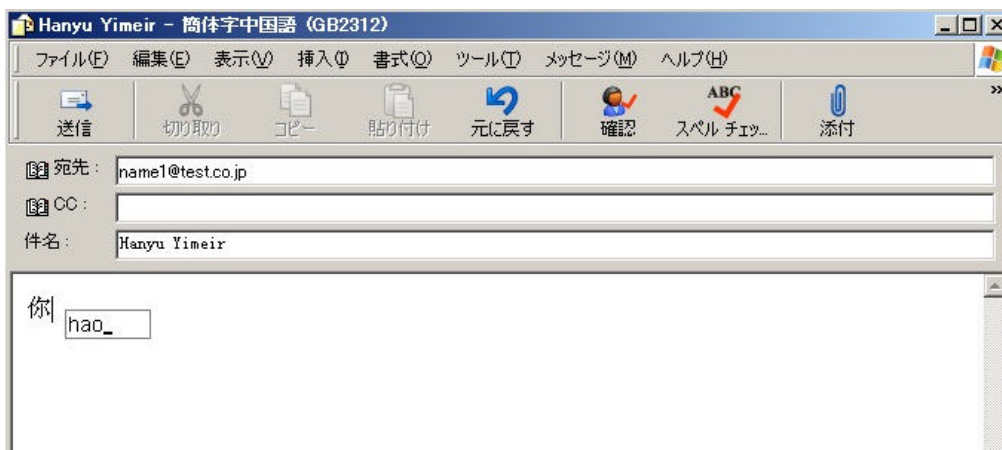 Hanyu Yimeir - 簡体字中国語 (GB2312)
ファイル(F) 編集(E) 表示(V) 挿入(I) 書式(O) ツール(T) メッセージ(M) ヘルプ(H)
送信 切り取り コピー 貼り付け 元に戻す 確認 スペル チェッ... 添付
宛先: name1@test.co.jp
CC:
件名: Hanyu Yimeir
你 hao_